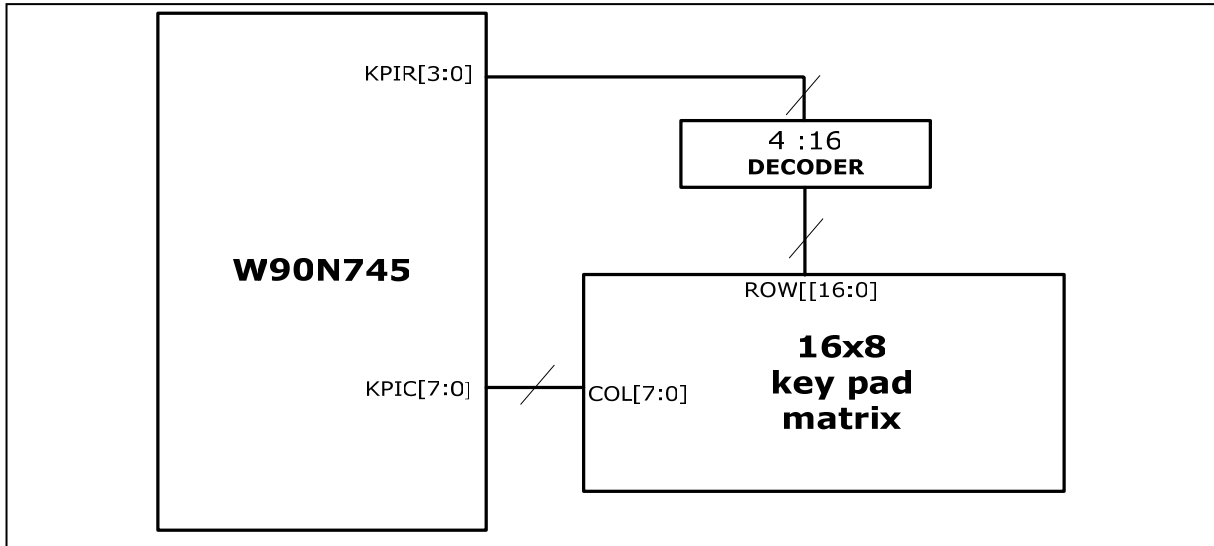 KPIR[3:0]
4 :16
DECODER
W90N745
ROW[[16:0]
16x8
key pad
matrix
KPIC[7:0]
COL[7:0]